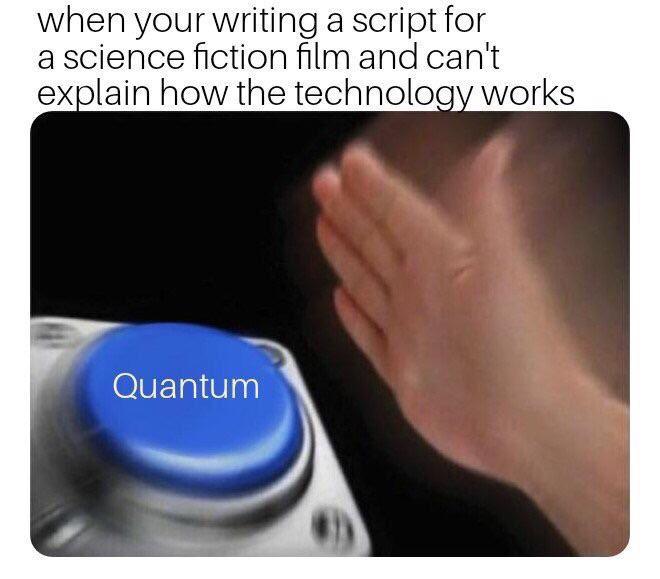 when your writing a script for
a science fiction film and can't
explain how the technology works
Quantum